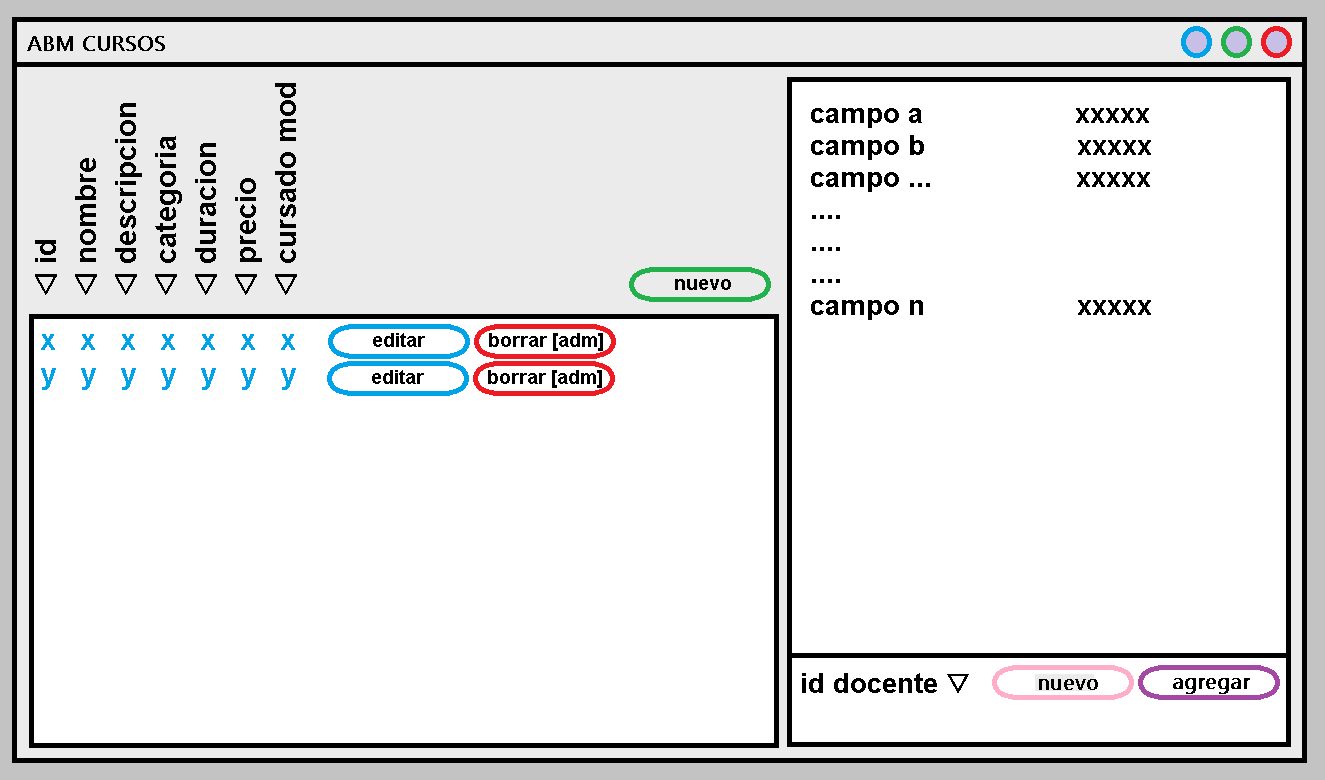 ABM CURSOS
id
nombre
descripcion
categoria
duracion
precio
cursado mod
nuevo
x x x x x x x editar borrar [adm]
y y y y y y y editar borrar [adm]
campo a xxxxx
campo b xxxxx
campo ... xxxxx
....
....
....
campo n xxxxx
id docente nuevo agregar